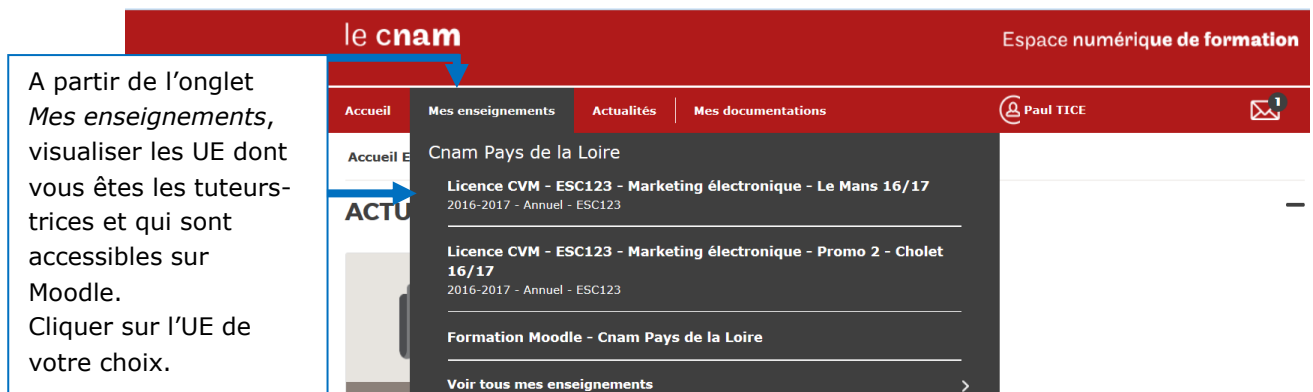 le cnam
Espace numérique de formation
A partir de l'onglet
Mes enseignements,
visualiser les UE dont
vous êtes les tuteurs-
trices et qui sont
accessibles sur
Moodle.
Cliquer sur l'UE de
votre choix.
Accueil Mes enseignements Actualités Mes documentations Paul TICE 1
Accueil E
ACTU
Cnam Pays de la Loire
Licence CVM - ESC123 - Marketing électronique - Le Mans 16/17
2016-2017 - Annuel - ESC123
Licence CVM - ESC123 - Marketing électronique - Promo 2 - Cholet
16/17
2016-2017 - Annuel - ESC123
Formation Moodle - Cnam Pays de la Loire
Voir tous mes enseignements